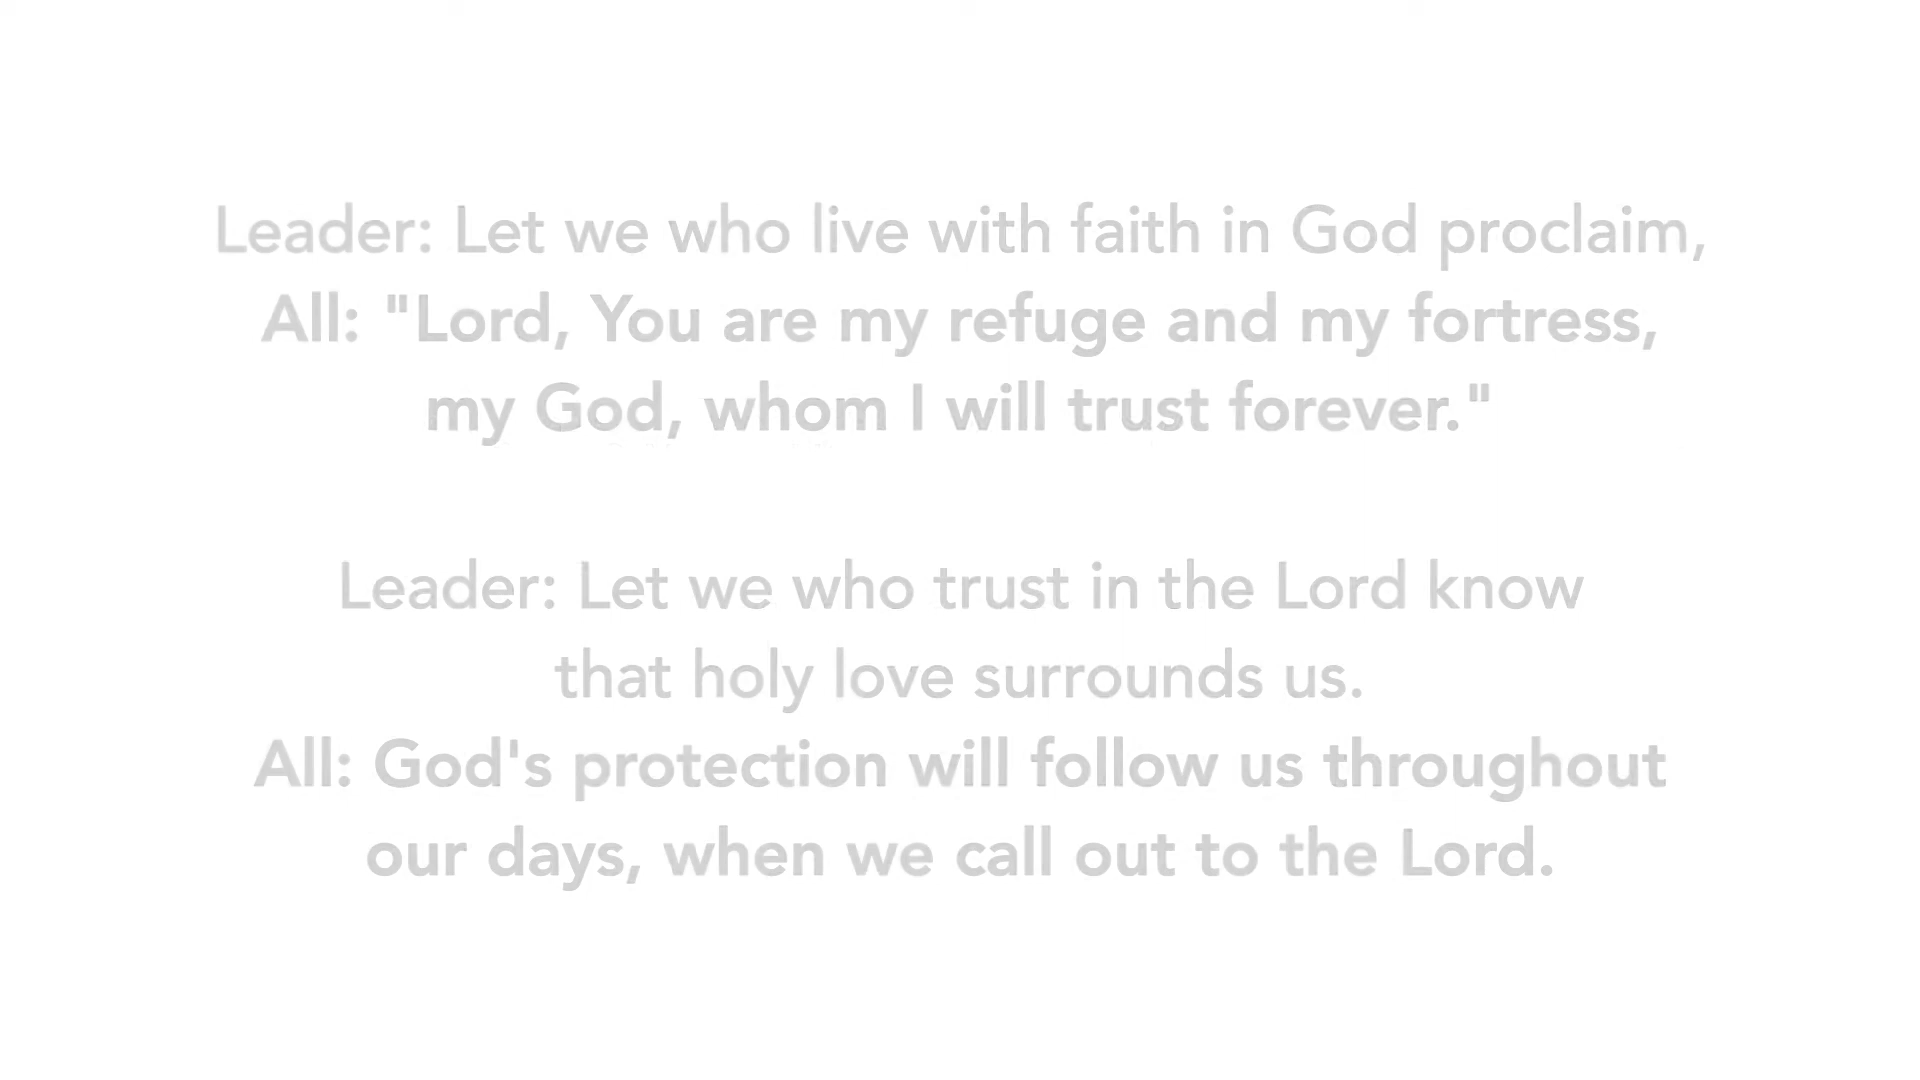 Leader: Let we who live with faith in God proclaim,
All: "Lord, You are my refuge and my fortress,
my God, whom I will trust forever."
Leader: Let we who trust in the Lord know
that holy love surrounds us.
All: God's protection will follow us throughout
our days, when we call out to the Lord.